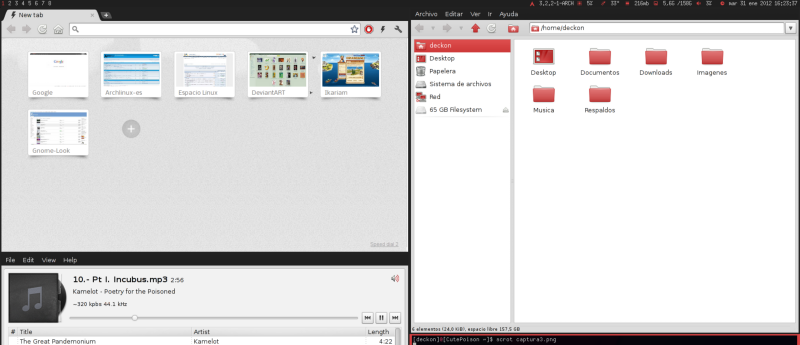 1 2 3 4 5 6 7 8
3.2.2-1-ARCH 5% 33° 216mb 5.6G /158G 3% mar 31 ene 2012 16:23:37
New tab
Google
Archlinux-es
Espacio Linux
DeviantART
Ikariam
Gnome-Look
Archivo Editar Ver Ir Ayuda
/home/deckon
deckon
Desktop
Papelera
Sistema de archivos
Red
65 GB Filesystem
Desktop
Documentos
Downloads
Imagenes
Musica
Respaldos
6 elementos (24,0 KiB), espacio libre 157,5 GB
File Edit View Help
10.- Pt I. Incubus.mp3 2:56
Kamelot - Poetry for the Poisoned
~320 kpbs 44.1 kHz
# Title Artist Length
The Great Pandemonium Kamelot 4:22
[deckon]@[CutePoison ~]$ scrot captura3.png